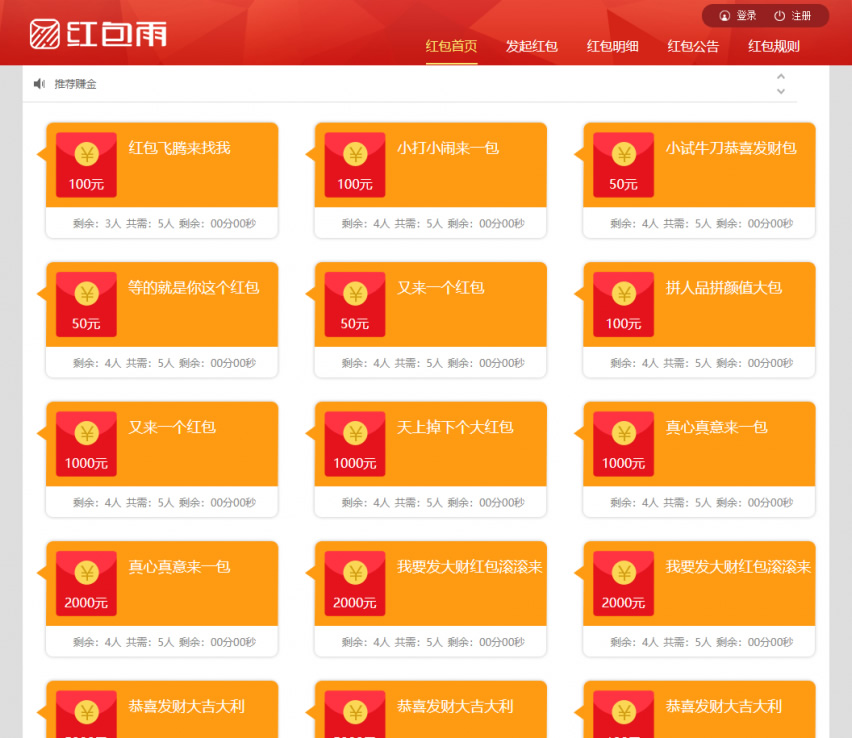 登录 注册
红包雨
红包首页 发起红包 红包明细 红包公告 红包规则
推荐赚金
红包飞腾来找我
100元
剩余：3人 共需：5人 剩余：00分00秒
小打小闹来一包
100元
剩余：4人 共需：5人 剩余：00分00秒
小试牛刀恭喜发财包
50元
剩余：4人 共需：5人 剩余：00分00秒
等的就是你这个红包
50元
剩余：4人 共需：5人 剩余：00分00秒
又来一个红包
50元
剩余：4人 共需：5人 剩余：00分00秒
拼人品拼颜值大包
100元
剩余：4人 共需：5人 剩余：00分00秒
又来一个红包
1000元
剩余：4人 共需：5人 剩余：00分00秒
天上掉下个大红包
1000元
剩余：4人 共需：5人 剩余：00分00秒
真心真意来一包
1000元
剩余：4人 共需：5人 剩余：00分00秒
真心真意来一包
2000元
剩余：4人 共需：5人 剩余：00分00秒
我要发大财红包滚滚来
2000元
剩余：4人 共需：5人 剩余：00分00秒
我要发大财红包滚滚来
2000元
剩余：4人 共需：5人 剩余：00分00秒
恭喜发财大吉大利
恭喜发财大吉大利
恭喜发财大吉大利